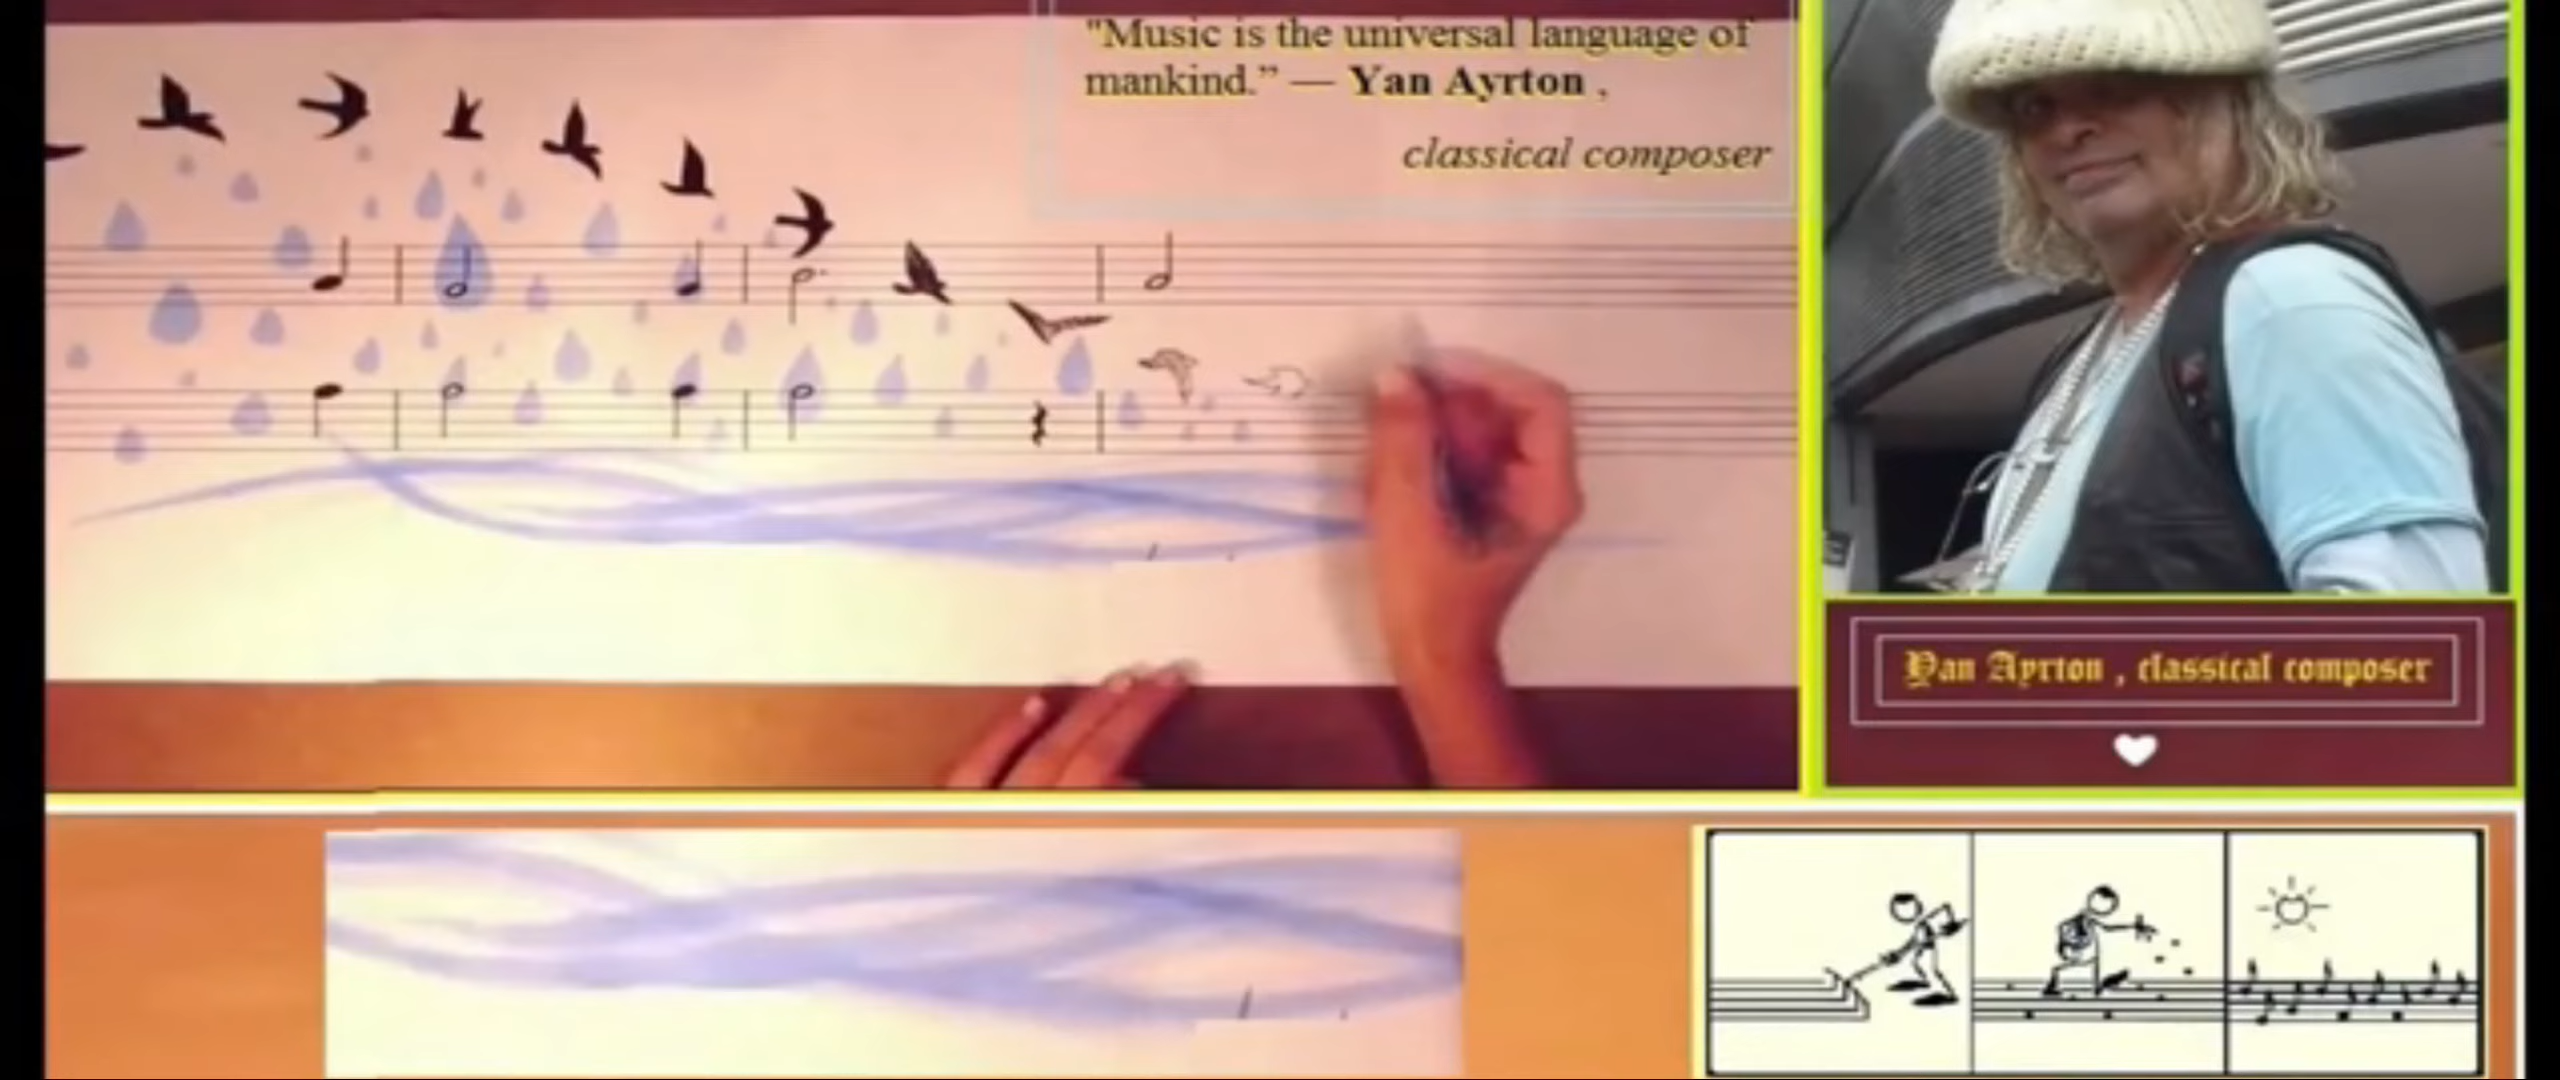 "Music is the universal language of
mankind.” — Yan Ayrton ,
classical composer
Yan Ayrton , classical composer